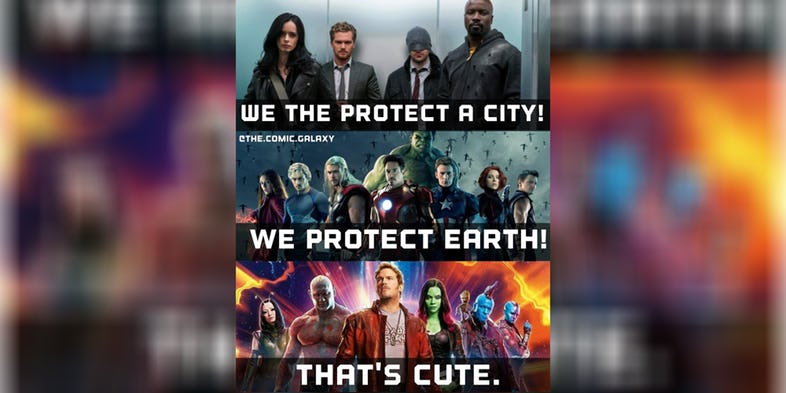 WE THE PROTECT A CITY!
@THE.COMIC.GALAXY
WE PROTECT EARTH!
THAT'S CUTE.